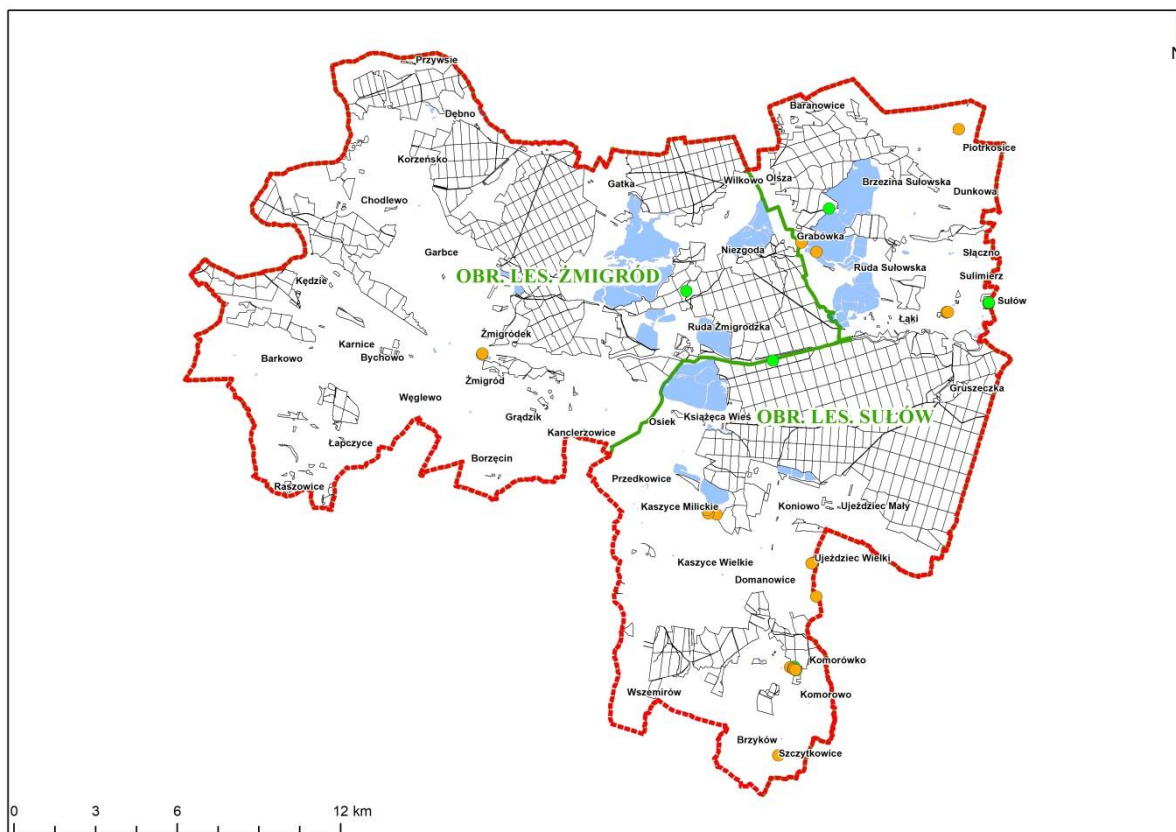 N
Przywsie
Baranowice
Dębno
Piotrkosice
Korzeńsko
Gatka
Wilkowo
Olsza
Brzezina Sułowska
Dunkowa
Chodlewo
Grabówka
Garbce
Niezgoda
Słączno
OBR. LES. ŻMIGRÓD
Ruda Sułowska
Sulimierz
Kędzie
Sułów
Łąki
Ruda Żmigrodzka
Żmigródek
Karnice
Barkowo
Bychowo
Żmigród
Gruszeczka
Węglewo
Grądzik
Osiek
Książęca Wieś
OBR. LES. SUŁÓW
Kanclerzowice
Łapczyce
Borzęcin
Przedkowice
Raszowice
Kaszyce Milickie
Koniowo
Ujeździec Mały
Kaszyce Wielkie
Ujeździec Wielki
Domanowice
Komorówko
Wszemirów
Komorowo
Brzyków
Szczytkowice
0 3 6 12 km